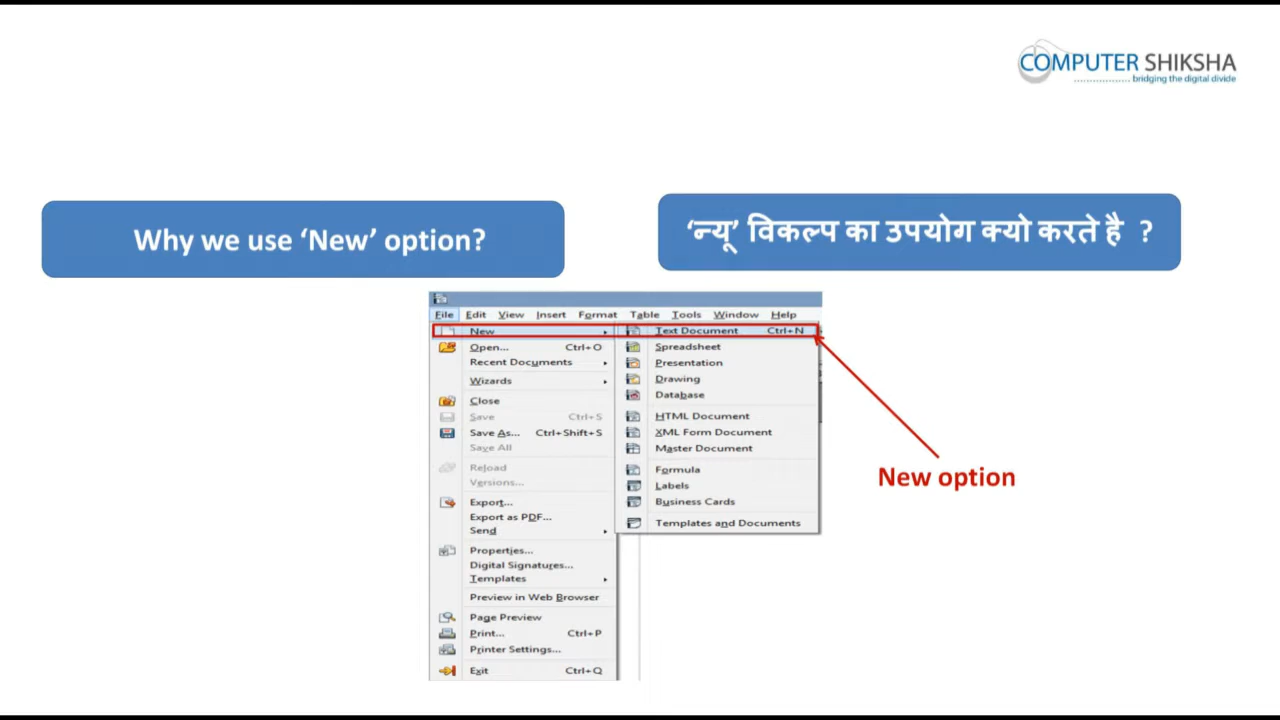 COMPUTER SHIKSHA
bridging the digital divide
Why we use ‘New’ option?
‘न्यू’ विकल्प का उपयोग क्यो करते है ?
File Edit View Insert Format Table Tools Window Help
New
Open... Ctrl+O
Recent Documents
Wizards
Close
Save Ctrl+S
Save As... Ctrl+Shift+S
Save All
Reload
Versions...
Export...
Export as PDF...
Send
Properties...
Digital Signatures...
Templates
Preview in Web Browser
Page Preview
Print... Ctrl+P
Printer Settings...
Exit Ctrl+Q
Text Document Ctrl+N
Spreadsheet
Presentation
Drawing
Database
HTML Document
XML Form Document
Master Document
Formula
Labels
Business Cards
Templates and Documents
New option